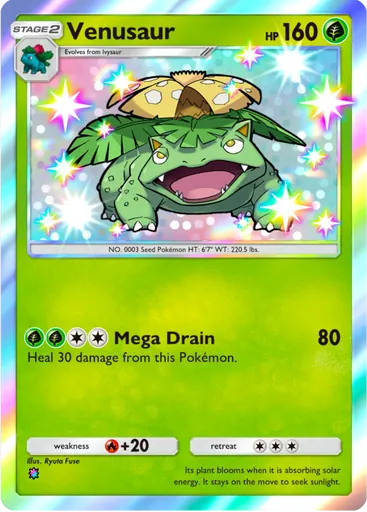 STAGE 2
Venusaur
HP 160
Evolves from Ivysaur
NO. 0003 Seed Pokémon HT: 6'7" WT: 220.5 lbs.
Mega Drain 80
Heal 30 damage from this Pokémon.
weakness +20 retreat
Illus. Ryuta Fuse
Its plant blooms when it is absorbing solar
energy. It stays on the move to seek sunlight.